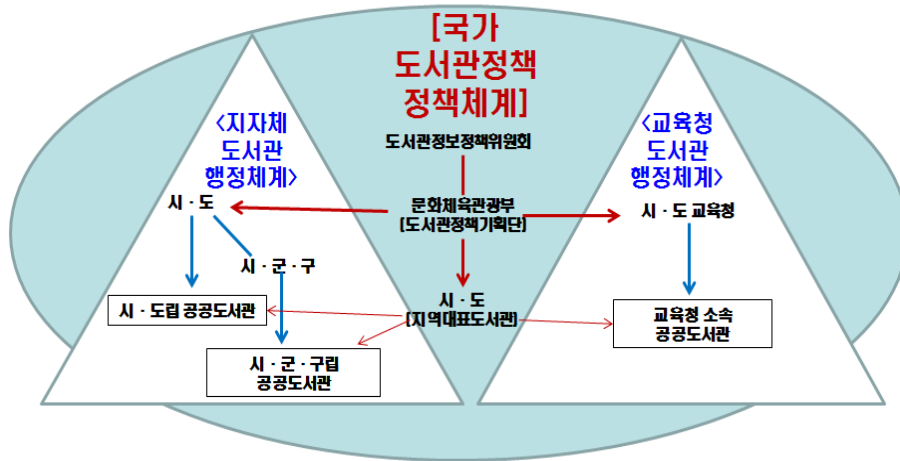 [국가
도서관정책
정책체계]
도서관정보정책위원회
<지자체
도서관
행정체계>
<교육청
도서관
행정체계>
시 · 도
문화체육관광부
[도서관정책기획단]
시 · 도 교육청
시 · 군 · 구
시 · 도
[지역대표도서관]
시 · 도립 공공도서관
교육청 소속
공공도서관
시 · 군 · 구립
공공도서관